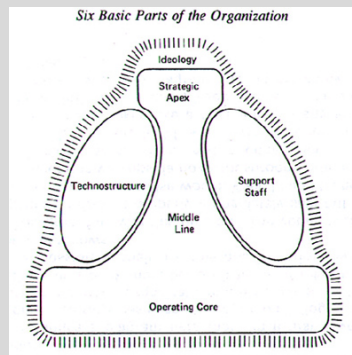 Six Basic Parts of the Organization
Ideology
Strategic
Apex
Technostructure
Support
Staff
Middle
Line
Operating Core